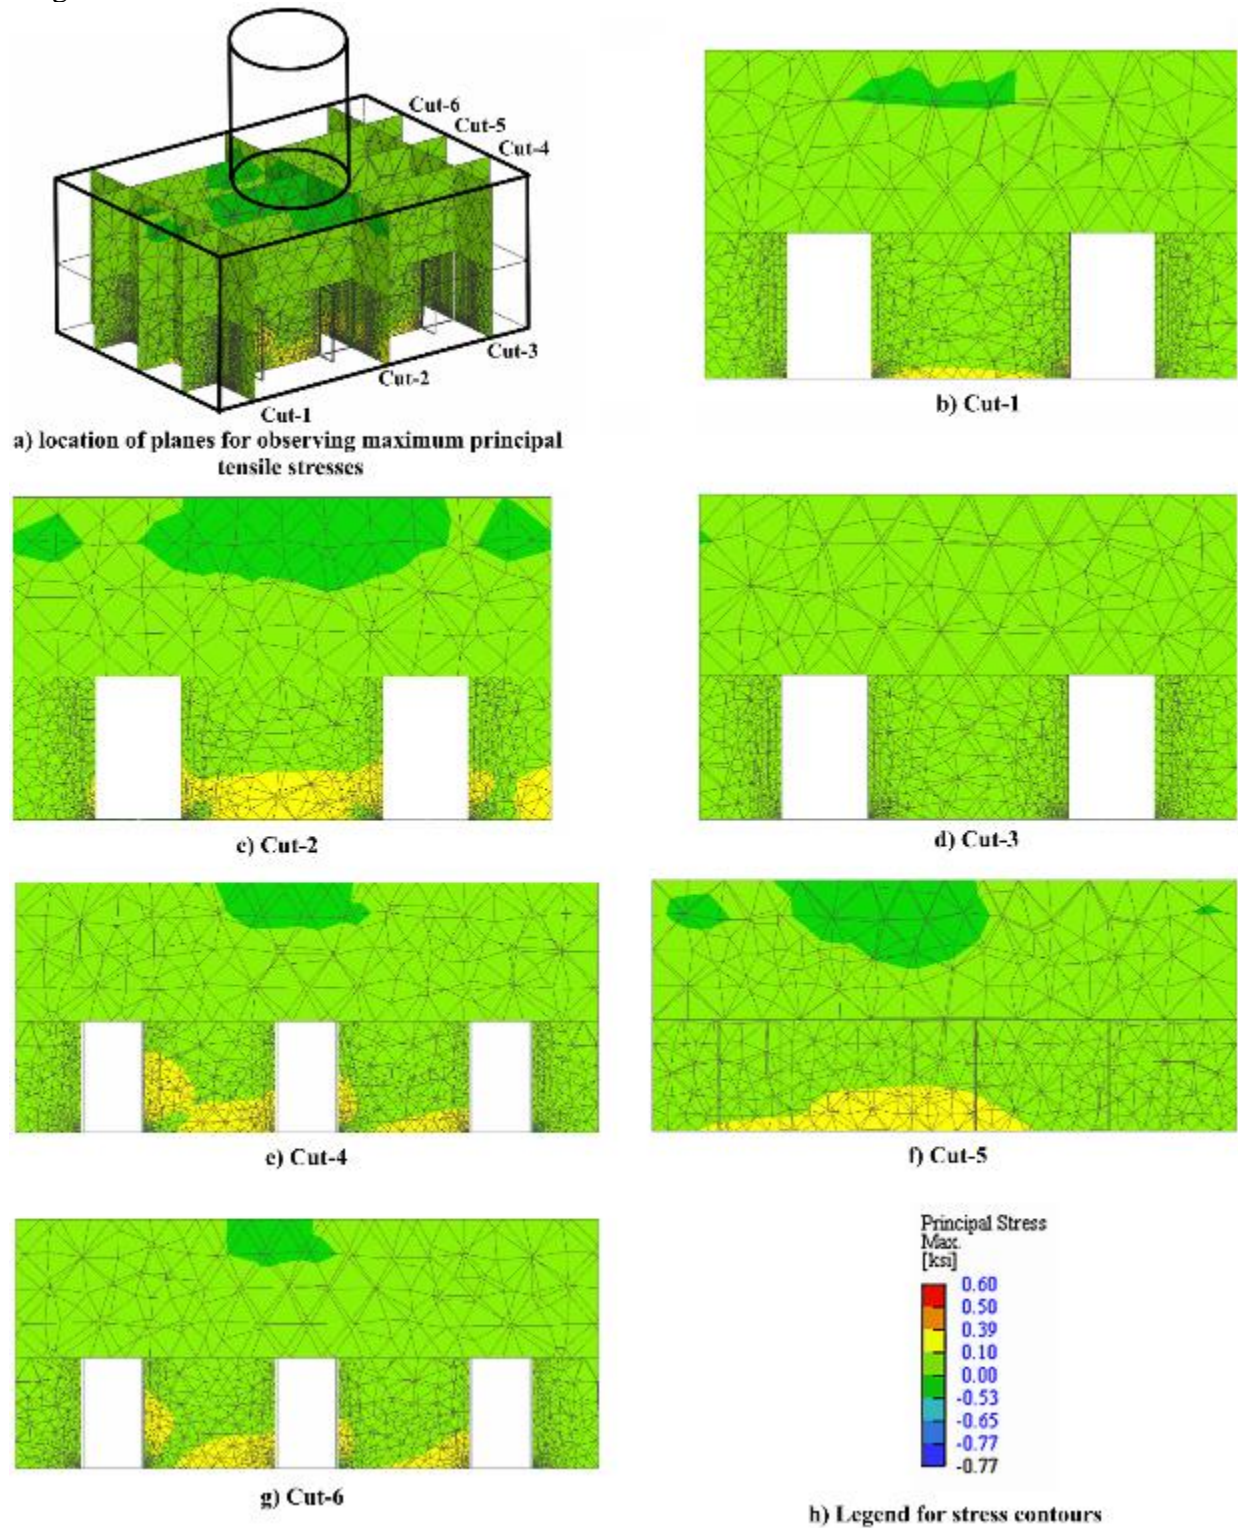 Cut-6
Cut-5
Cut-4
Cut-3
Cut-2
Cut-1
a) location of planes for observing maximum principal
tensile stresses
b) Cut-1
c) Cut-2
d) Cut-3
e) Cut-4
f) Cut-5
g) Cut-6
Principal Stress
Max.
[ksi]
0.60
0.50
0.39
0.10
0.00
-0.53
-0.65
-0.77
-0.77
h) Legend for stress contours